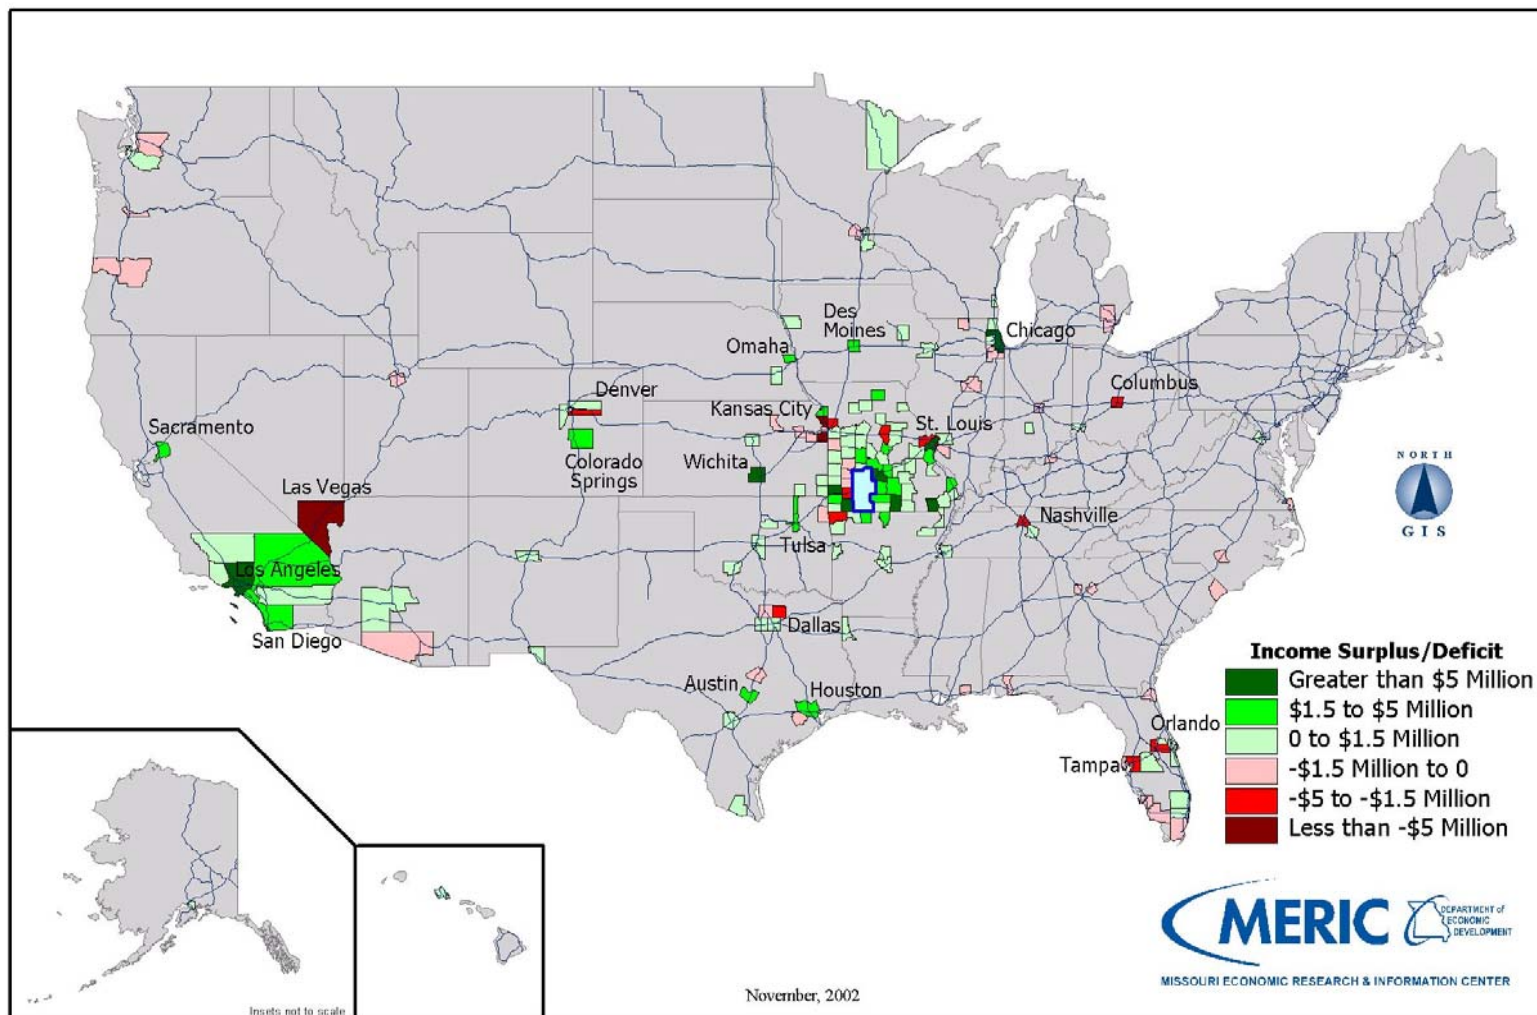 Des
Moines
Chicago
Omaha
Columbus
Denver
Kansas City
St. Louis
Sacramento
Colorado
Springs
Wichita
Las Vegas
Nashville
Tulsa
Los Angeles
San Diego
Dallas
Austin
Houston
Orlando
Tampa
NORTH
GIS
Income Surplus/Deficit
Greater than $5 Million
$1.5 to $5 Million
0 to $1.5 Million
-$1.5 Million to 0
-$5 to -$1.5 Million
Less than -$5 Million
Insets not to scale
November, 2002
MERIC
DEPARTMENT of
ECONOMIC
DEVELOPMENT
MISSOURI ECONOMIC RESEARCH & INFORMATION CENTER